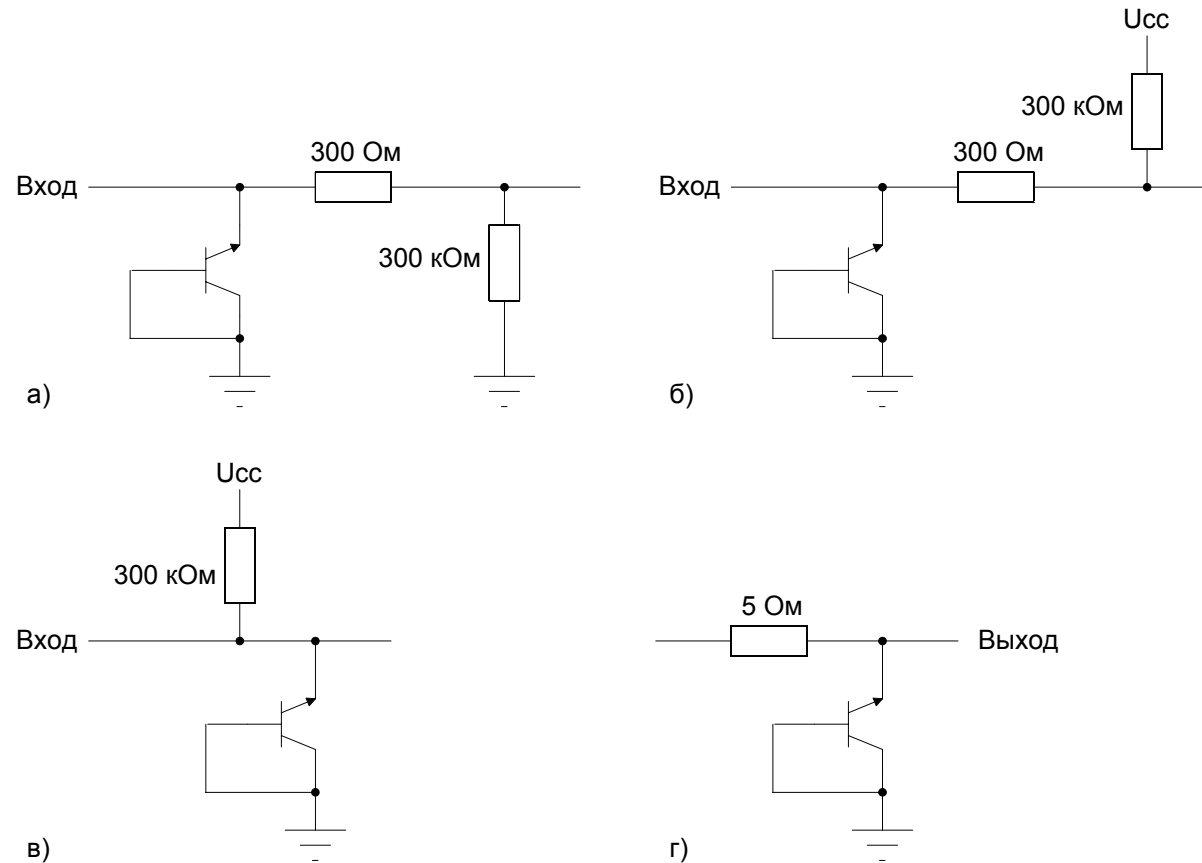 Ucc
300 кОм
300 Ом
Вход
300 кОм
а)
300 Ом
Вход
б)
Ucc
300 кОм
Вход
в)
5 Ом
Выход
г)